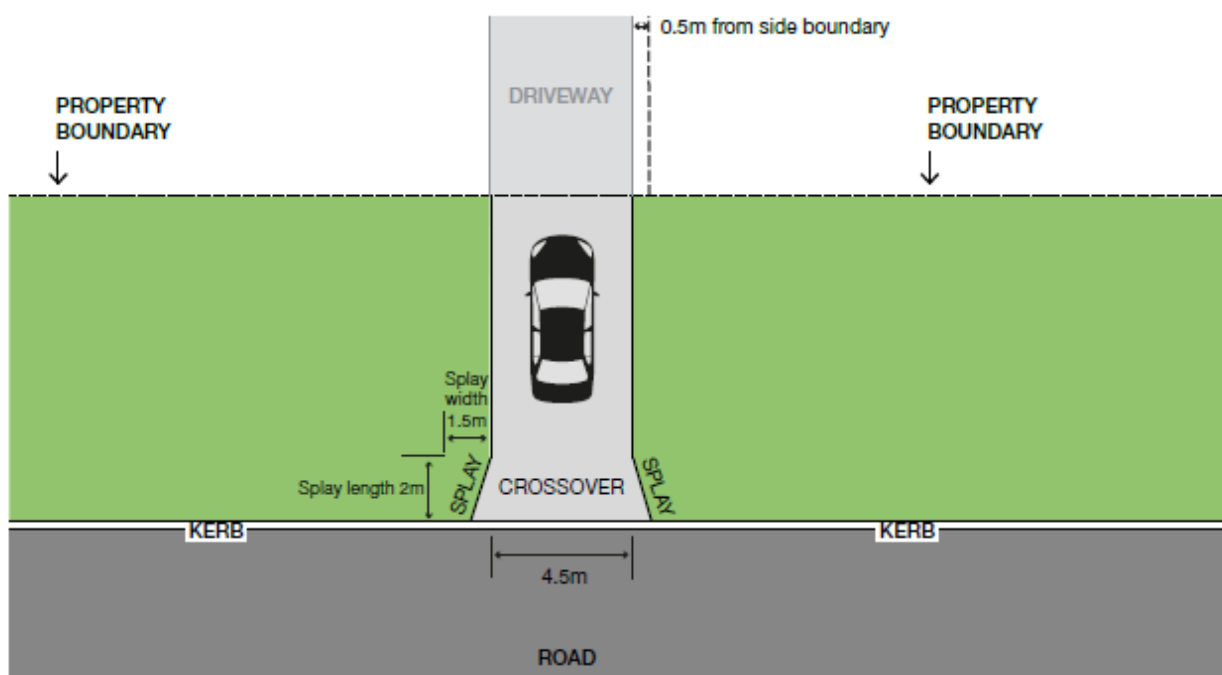 0.5m from side boundary
DRIVEWAY
PROPERTY
BOUNDARY
PROPERTY
BOUNDARY
Splay
width
1.5m
Splay length 2m
SPLAY
CROSSOVER
SPLAY
KERB
KERB
4.5m
ROAD